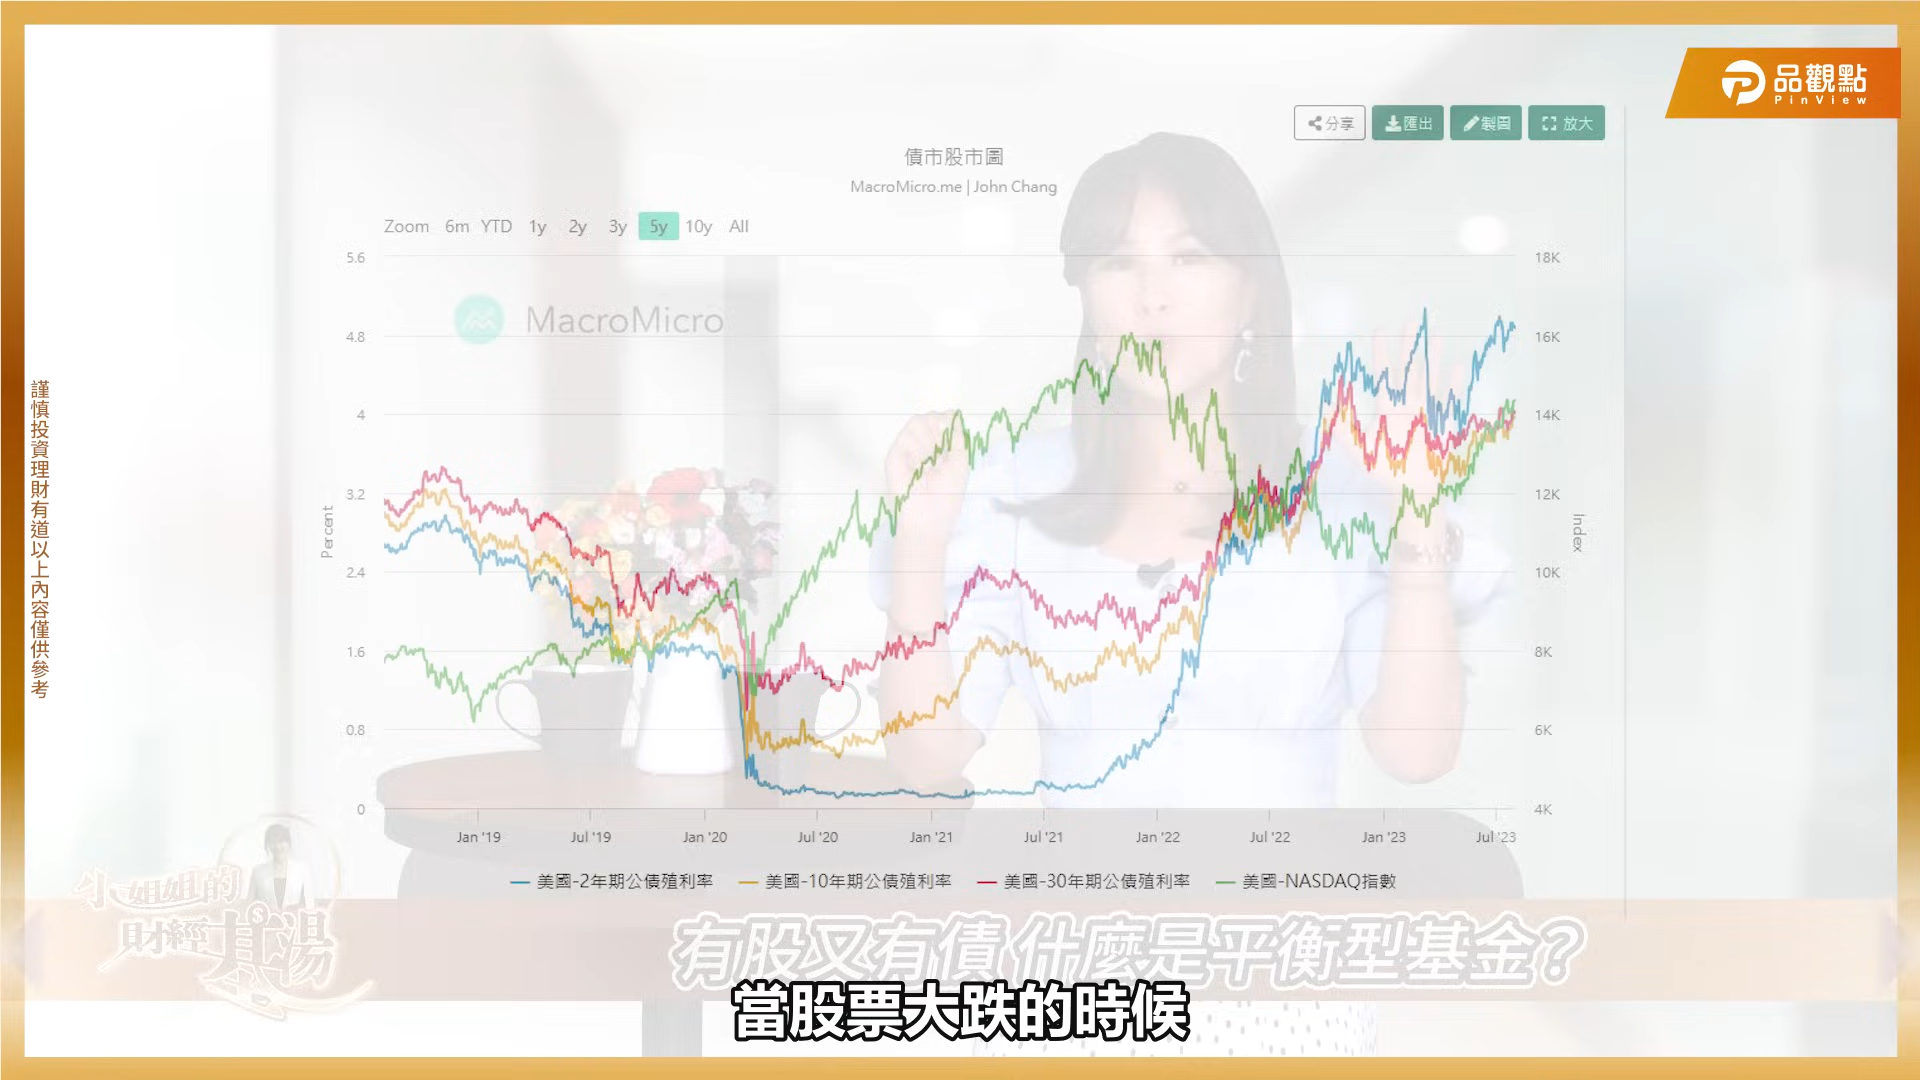 品觀點
PinView
分享
匯出
製圖
放大
債市股市圖
MacroMicro.me | John Chang
Zoom 6m YTD 1y 2y 3y 5y 10y All
MacroMicro
5.6
4.8
4
3.2
2.4
1.6
0.8
0
Percent
18K
16K
14K
12K
10K
8K
6K
4K
Index
Jan '19 Jul '19 Jan '20 Jul '20 Jan '21 Jul '21 Jan '22 Jul '22 Jan '23 Jul '23
美國-2年期公債殖利率 美國-10年期公債殖利率 美國-30年期公債殖利率 美國-NASDAQ指數
謹慎投資理財有道以上內容僅供參考
小姐姐的
財經基湯
有股又有債 什麼是平衡型基金?
當股票大跌的時候